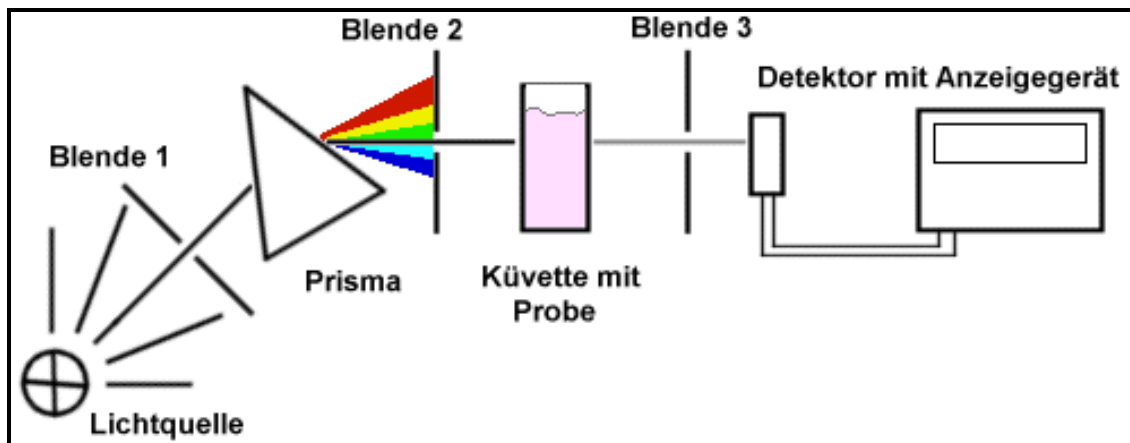 Blende 2
Blende 3
Detektor mit Anzeigegerät
Blende 1
Prisma
Küvette mit
Probe
Lichtquelle